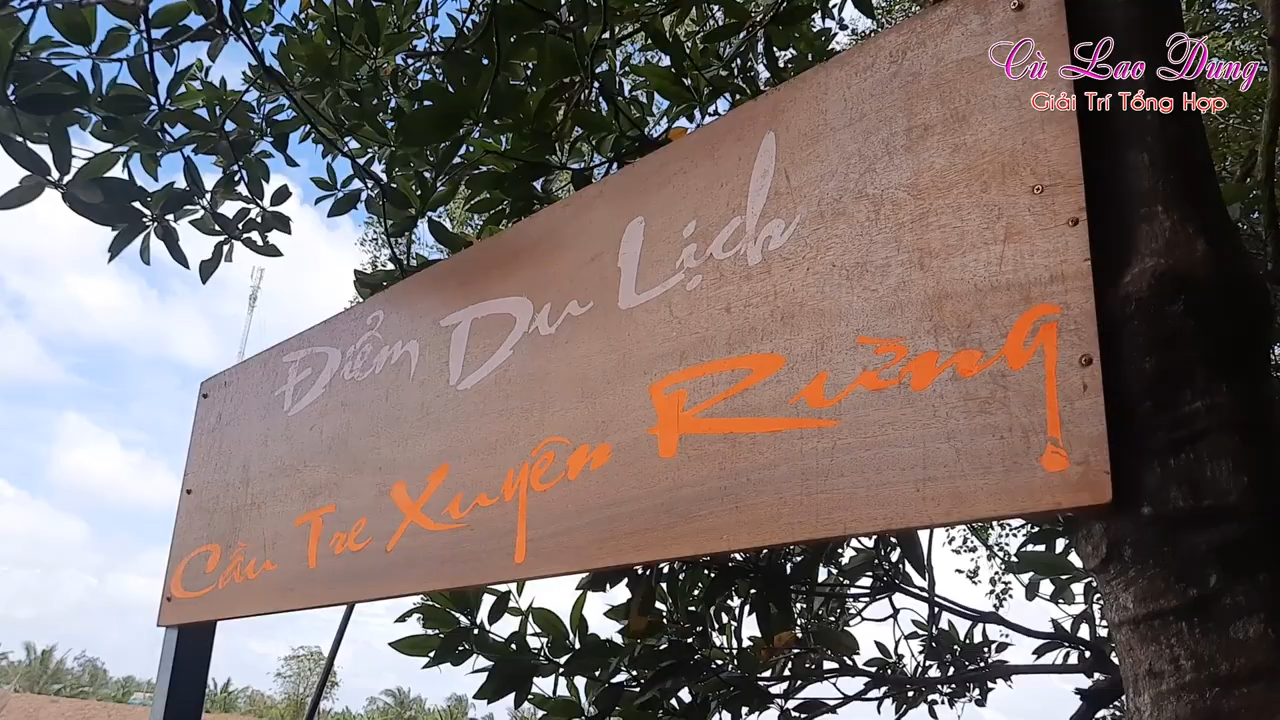 Cù Lao Dung
Giải Trí Tổng Hợp
Điểm Du Lịch
Cầu Tre Xuyên Rừng